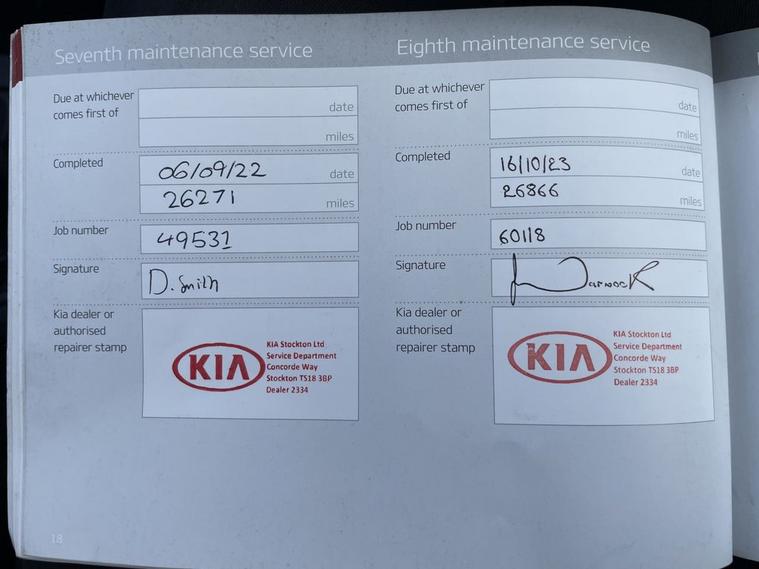 Seventh maintenance service
Due at whichever
comes first of
date
miles
Completed
06/09/22 date
26271 miles
Job number
49531
Signature
D. Smith
Kia dealer or
authorised
repairer stamp
KIA
KIA Stockton Ltd
Service Department
Concorde Way
Stockton TS18 3BP
Dealer 2334
18
Eighth maintenance service
Due at whichever
comes first of
date
miles
Completed
16/10/23 date
26866 miles
Job number
60118
Signature
Kia dealer or
authorised
repairer stamp
KIA
KIA Stockton Ltd
Service Department
Concorde Way
Stockton TS18 3BP
Dealer 2334